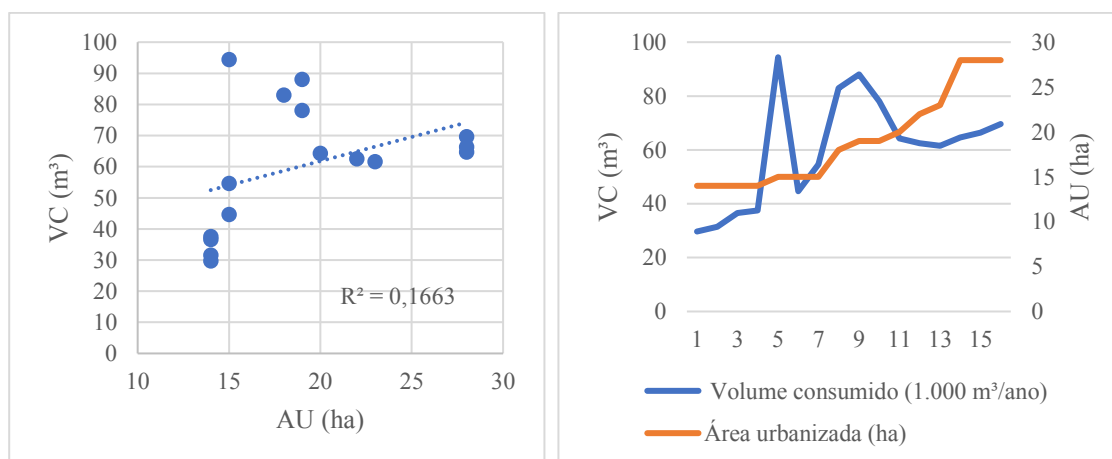 100
90
80
70
60
50
40
30
20
10
0
VC (m³)
R² = 0,1663
10 15 20 25 30
AU (ha)
100
80
60
40
20
0
VC (m³)
30
25
20
15
10
5
0
AU (ha)
1 3 5 7 9 11 13 15
Volume consumido (1.000 m³/ano)
Área urbanizada (ha)